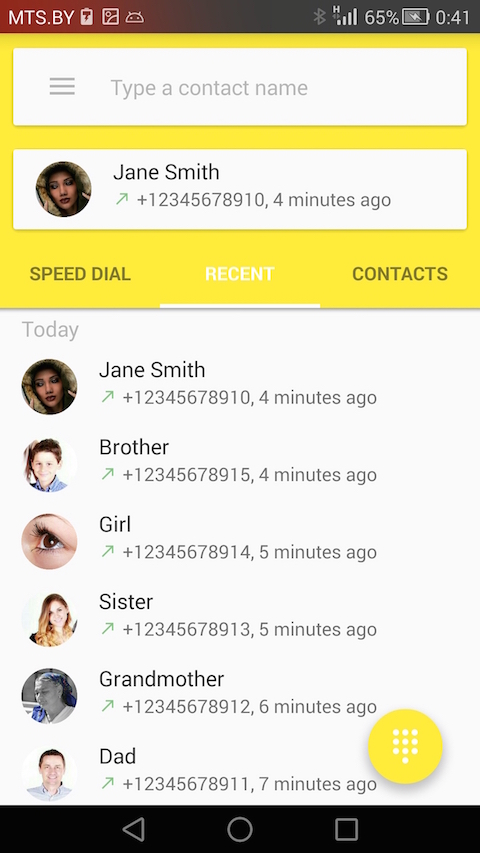 MTS.BY 65% 0:41
Type a contact name
Jane Smith
+12345678910, 4 minutes ago
SPEED DIAL RECENT CONTACTS
Today
Jane Smith
+12345678910, 4 minutes ago
Brother
+12345678915, 4 minutes ago
Girl
+12345678914, 5 minutes ago
Sister
+12345678913, 5 minutes ago
Grandmother
+12345678912, 6 minutes ago
Dad
+12345678911, 7 minutes ago